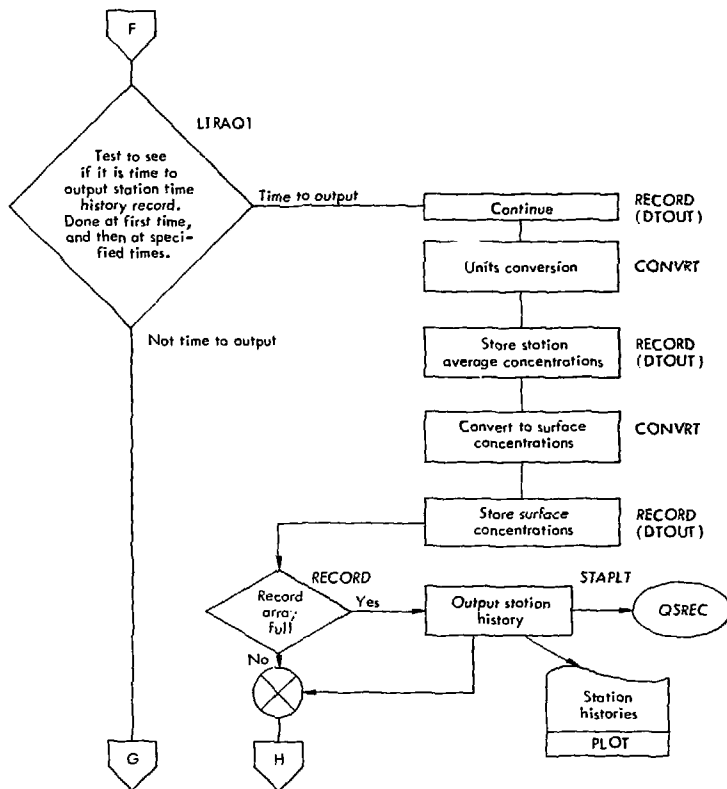 F
LIRAQ1
Test to see
if it is time to
output station time
history record.
Done at first time,
and then at speci-
fied times.
Time to output
Not time to output
Continue
RECORD
(DTOUT)
Units conversion
CONVRT
Store station
average concentrations
RECORD
(DTOUT)
Convert to surface
concentrations
CONVRT
Store surface
concentrations
RECORD
(DTOUT)
RECORD
Record
array
full
Yes
No
STAPLT
Output station
history
QSREC
Station
histories
PLOT
G
H